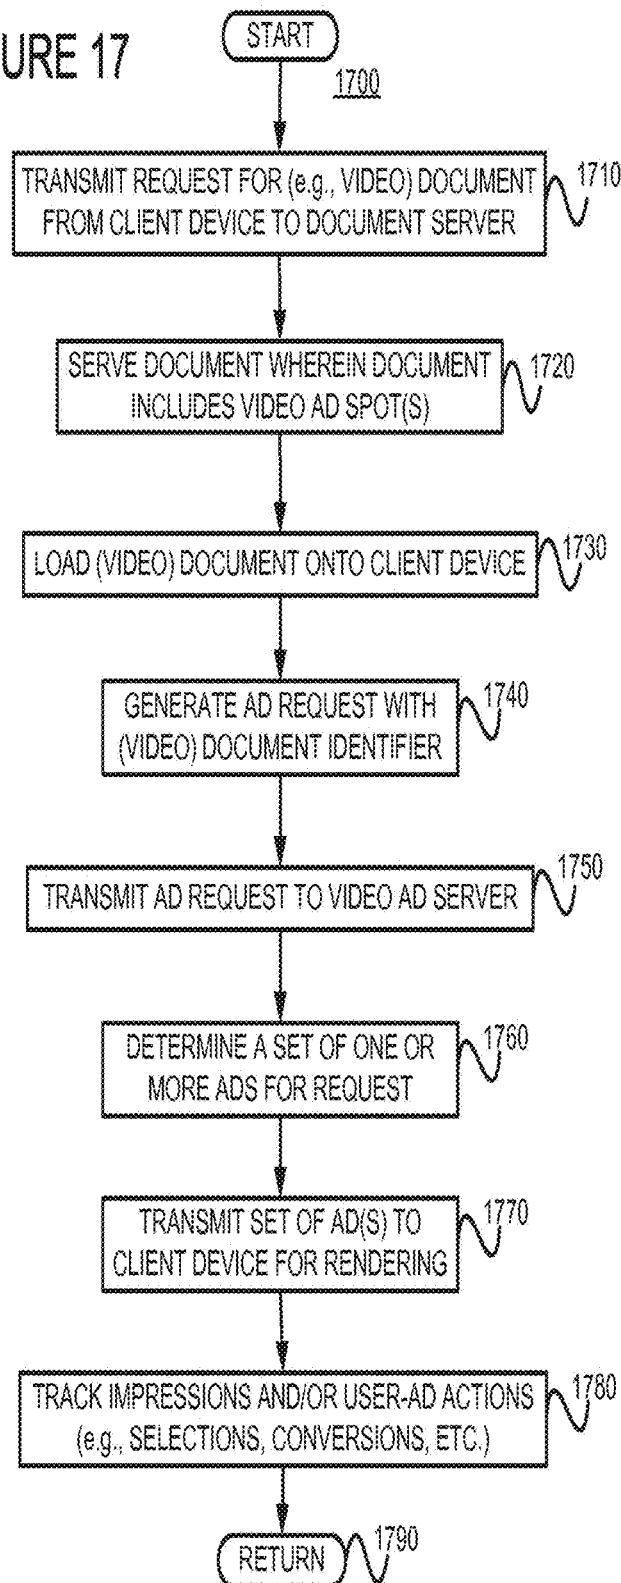 URE 17
START
1700
TRANSMIT REQUEST FOR (e.g., VIDEO) DOCUMENT
FROM CLIENT DEVICE TO DOCUMENT SERVER
1710
SERVE DOCUMENT WHEREIN DOCUMENT
INCLUDES VIDEO AD SPOT(S)
1720
LOAD (VIDEO) DOCUMENT ONTO CLIENT DEVICE
1730
GENERATE AD REQUEST WITH
(VIDEO) DOCUMENT IDENTIFIER
1740
TRANSMIT AD REQUEST TO VIDEO AD SERVER
1750
DETERMINE A SET OF ONE OR
MORE ADS FOR REQUEST
1760
TRANSMIT SET OF AD(S) TO
CLIENT DEVICE FOR RENDERING
1770
TRACK IMPRESSIONS AND/OR USER-AD ACTIONS
(e.g., SELECTIONS, CONVERSIONS, ETC.)
1780
RETURN
1790